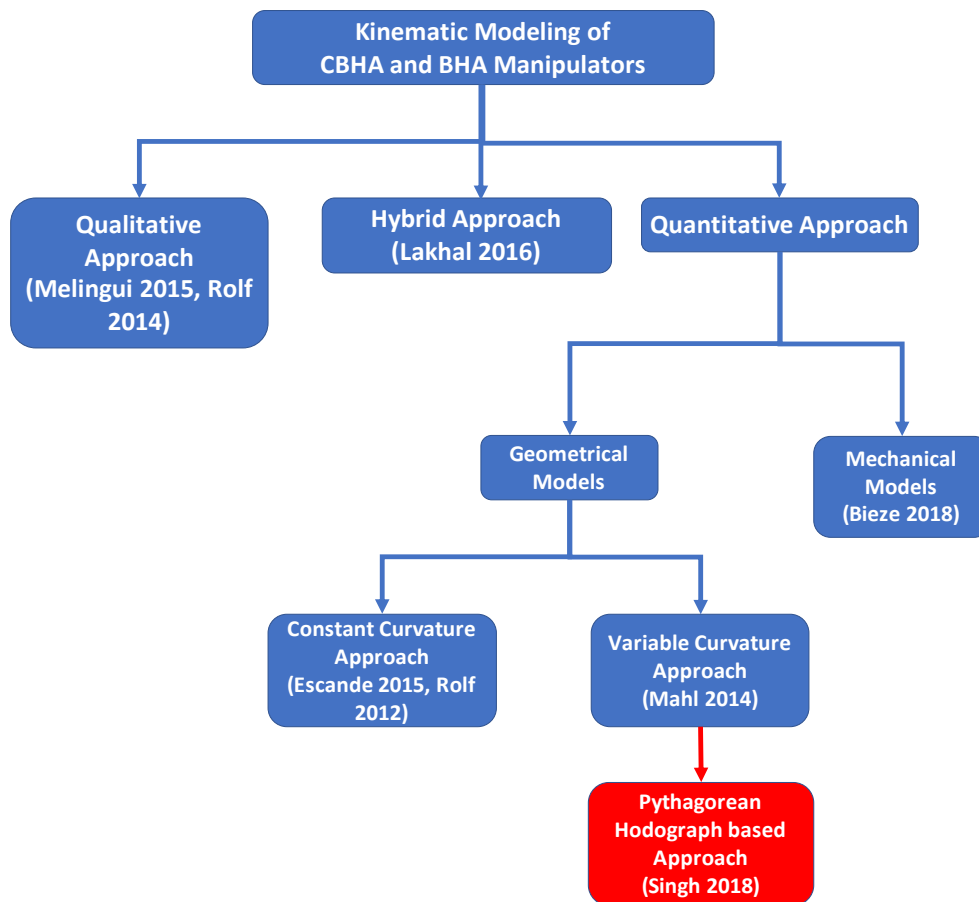 Kinematic Modeling of
CBHA and BHA Manipulators
Qualitative
Approach
(Melingui 2015, Rolf
2014)
Hybrid Approach
(Lakhal 2016)
Quantitative Approach
Geometrical
Models
Mechanical
Models
(Bieze 2018)
Constant Curvature
Approach
(Escande 2015, Rolf
2012)
Variable Curvature
Approach
(Mahl 2014)
Pythagorean
Hodograph based
Approach
(Singh 2018)